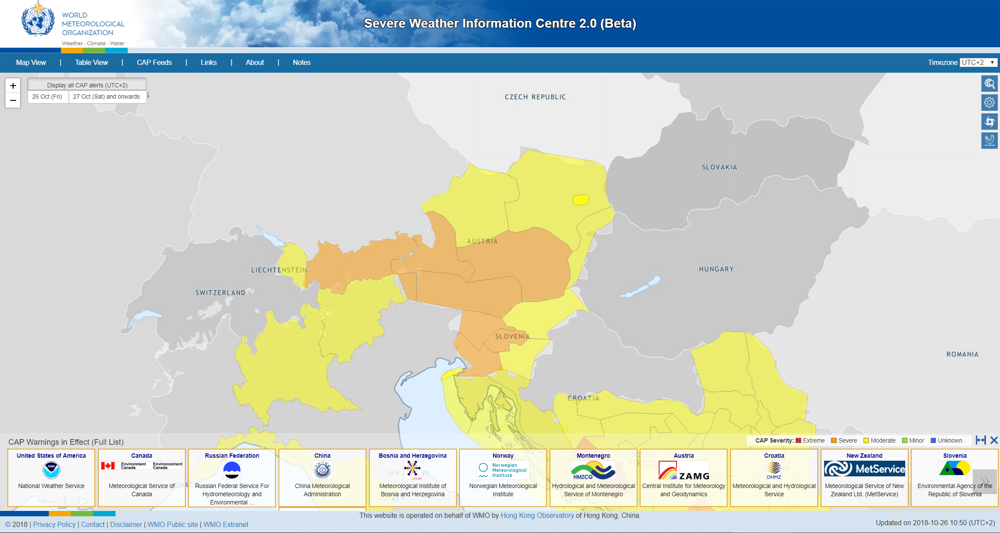 WORLD
METEOROLOGICAL
ORGANIZATION
Weather · Climate · Water
Severe Weather Information Centre 2.0 (Beta)
Map View | Table View | CAP Feeds | Links | About | Notes
Timezone UTC+2
+
−
Display all CAP alerts (UTC+2)
26 Oct (Fri) 27 Oct (Sat) and onwards
CZECH REPUBLIC
SLOVAKIA
AUSTRIA
LIECHTENSTEIN
HUNGARY
SWITZERLAND
SLOVENIA
ROMANIA
CROATIA
CAP Warnings in Effect (Full List)
CAP Severity: Extreme Severe Moderate Minor Unknown
United States of America
NOAA
National Weather Service
Canada
Environment Canada
Environnement Canada
Meteorological Service of
Canada
Russian Federation
Russian Federal Service For
Hydrometeorology and
Environmental ...
China
China Meteorological
Administration
Bosnia and Herzegovina
Meteorological Institute of
Bosnia and Herzegovina
Norway
Norwegian
Meteorological
Institute
Norwegian Meteorological
Institute
Montenegro
HMZCG
Hydrological and Meteorological
Service of Montenegro
Austria
ZAMG
Central Institute for Meteorology
and Geodynamics
Croatia
DHMZ
Meteorological and Hydrological
Service
New Zealand
MetService
Meteorological Service of New
Zealand Ltd. (MetService)
Slovenia
Environmental Agency of the
Republic of Slovenia
BOSNIA
ITALY
This website is operated on behalf of WMO by Hong Kong Observatory of Hong Kong, China.
© 2018 | Privacy Policy | Contact | Disclaimer | WMO Public site | WMO Extranet
Updated on 2018-10-26 10:50 (UTC+2)